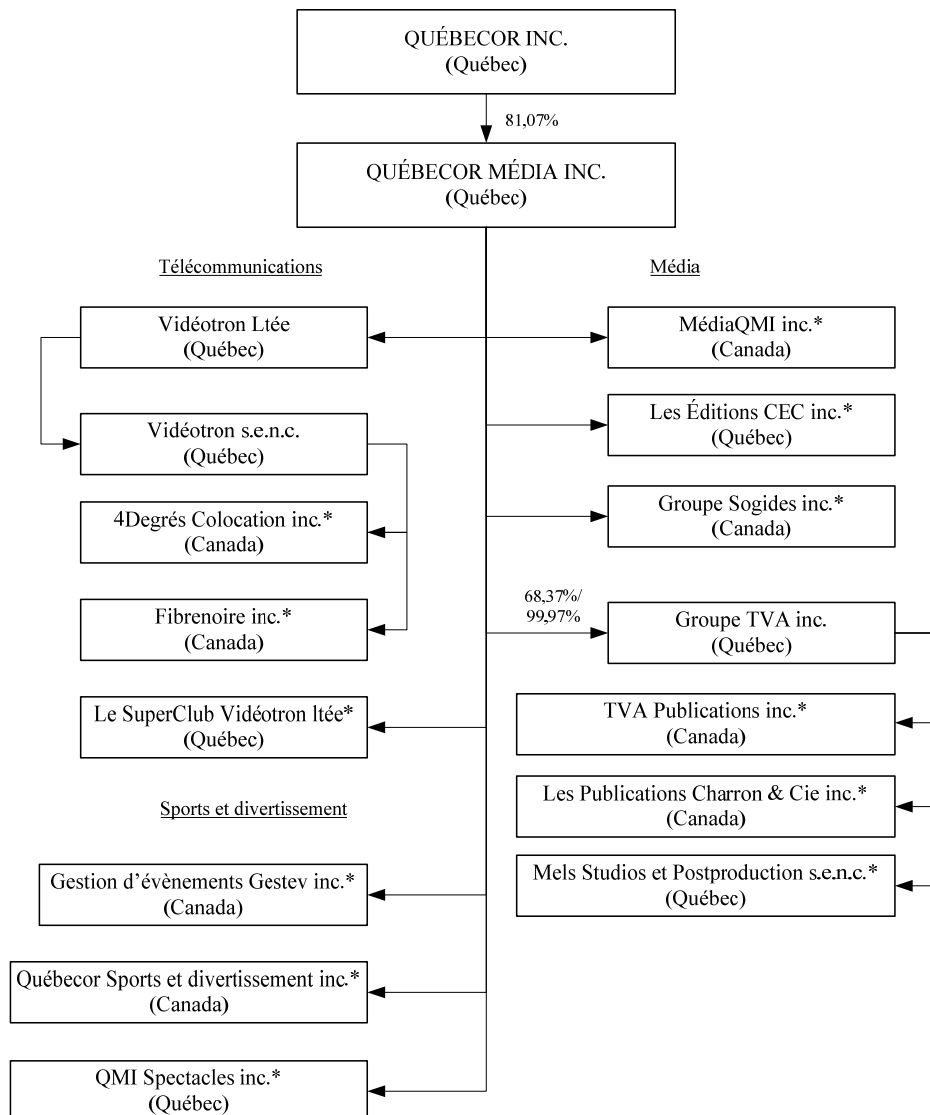 QUÉBECOR INC.
(Québec)
81,07%
QUÉBECOR MÉDIA INC.
(Québec)
Télécommunications
Vidéotron Ltée
(Québec)
Vidéotron s.e.n.c.
(Québec)
4Degrés Colocation inc.*
(Canada)
Fibrenoire inc.*
(Canada)
Le SuperClub Vidéotron ltée*
(Québec)
Sports et divertissement
Gestion d’évènements Gestev inc.*
(Canada)
Québecor Sports et divertissement inc.*
(Canada)
QMI Spectacles inc.*
(Québec)
Média
MédiaQMI inc.*
(Canada)
Les Éditions CEC inc.*
(Québec)
Groupe Sogides inc.*
(Canada)
68,37%/
99,97%
Groupe TVA inc.
(Québec)
TVA Publications inc.*
(Canada)
Les Publications Charron & Cie inc.*
(Canada)
Mels Studios et Postproduction s.e.n.c.*
(Québec)